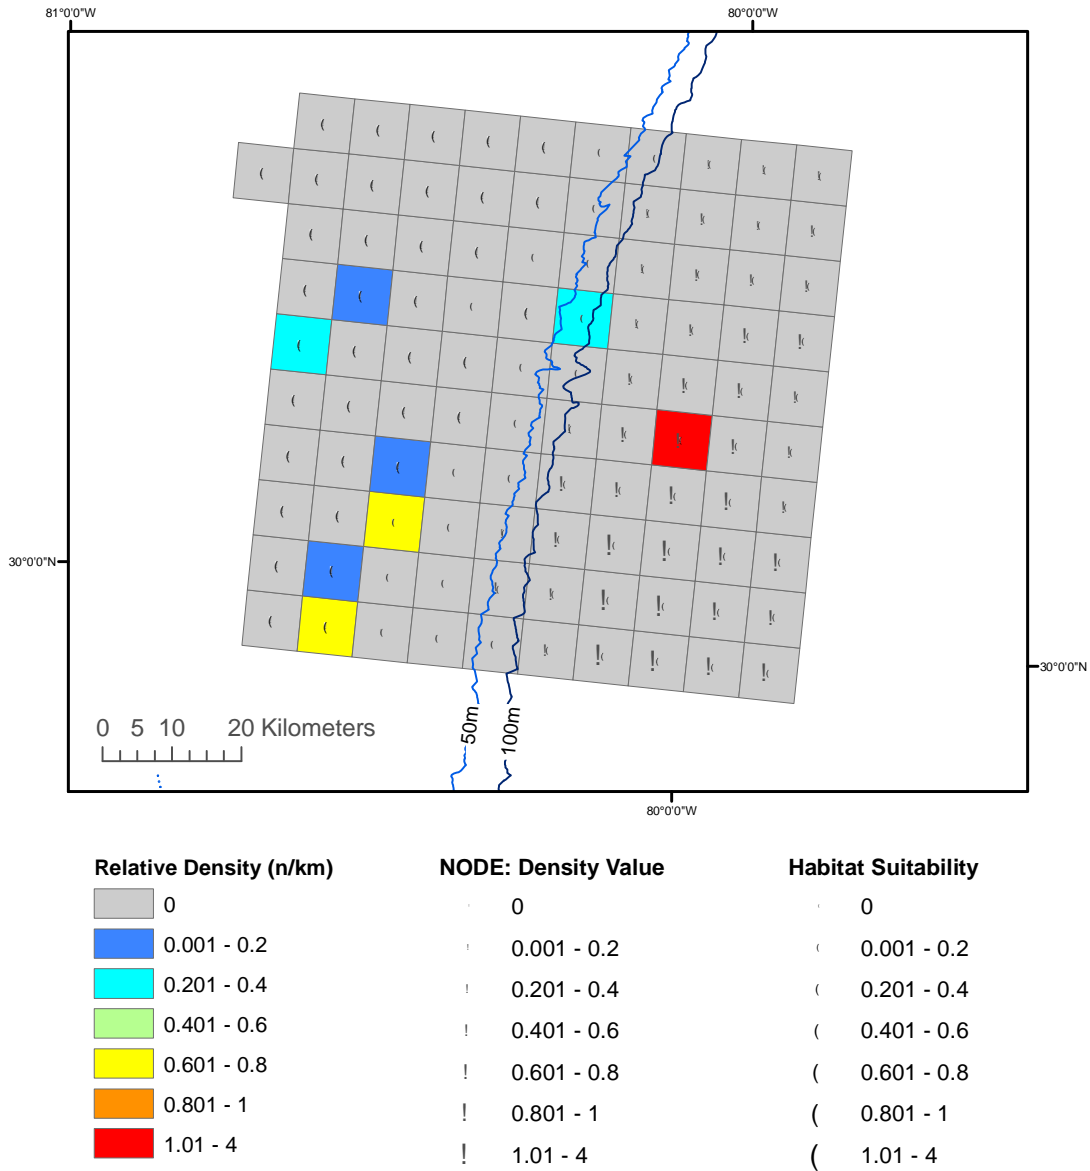 81°0'0"W 80°0'0"W
30°0'0"N
30°0'0"N
0 5 10 20 Kilometers
50m 100m
80°0'0"W
Relative Density (n/km) NODE: Density Value Habitat Suitability
0 0 0
0.001 - 0.2 ! 0.001 - 0.2 ( 0.001 - 0.2
0.201 - 0.4 ! 0.201 - 0.4 ( 0.201 - 0.4
0.401 - 0.6 ! 0.401 - 0.6 ( 0.401 - 0.6
0.601 - 0.8 ! 0.601 - 0.8 ( 0.601 - 0.8
0.801 - 1 ! 0.801 - 1 ( 0.801 - 1
1.01 - 4 ! 1.01 - 4 ( 1.01 - 4